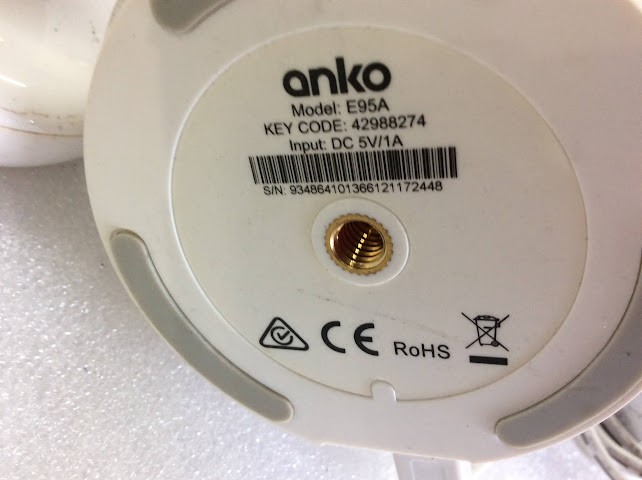 anko
Model: E95A
KEY CODE: 42988274
Input: DC 5V/1A
S/N: 934864101366121172448
CE RoHS